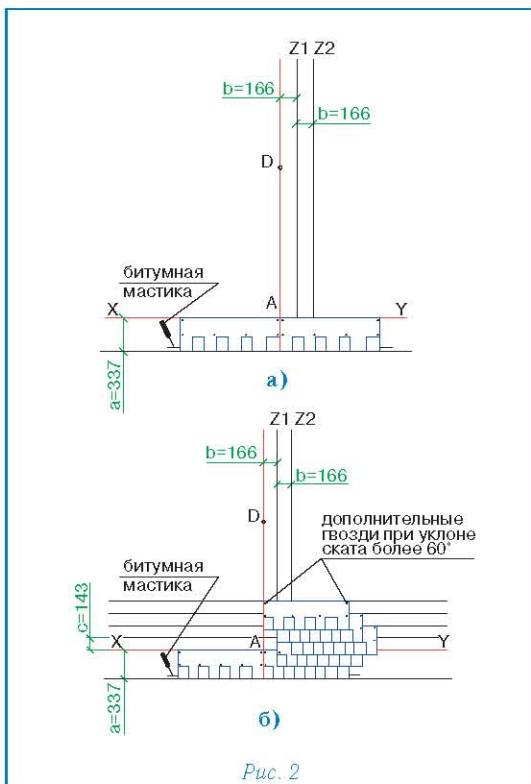 Z1 Z2
b=166
b=166
D
битумная
мастика
X
A
Y
a=337
а)
Z1 Z2
b=166
b=166
D
дополнительные
гвозди при уклоне
ската более 60°
битумная
мастика
c=143
X
A
Y
a=337
б)
Рис. 2